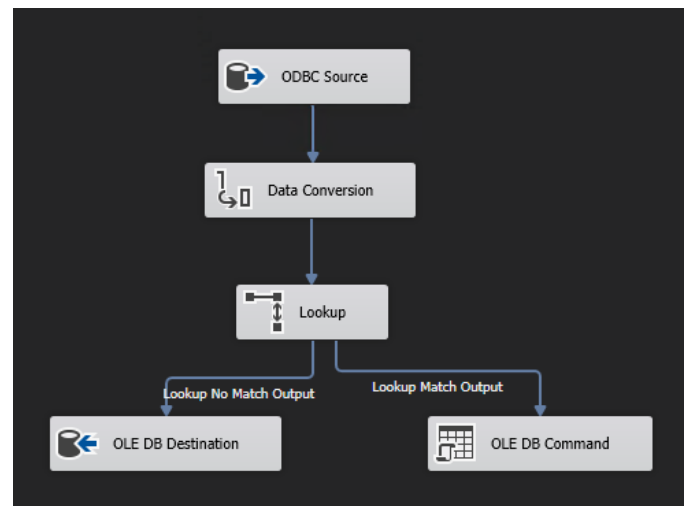 ODBC Source
Data Conversion
Lookup
Lookup No Match Output
Lookup Match Output
OLE DB Destination
OLE DB Command